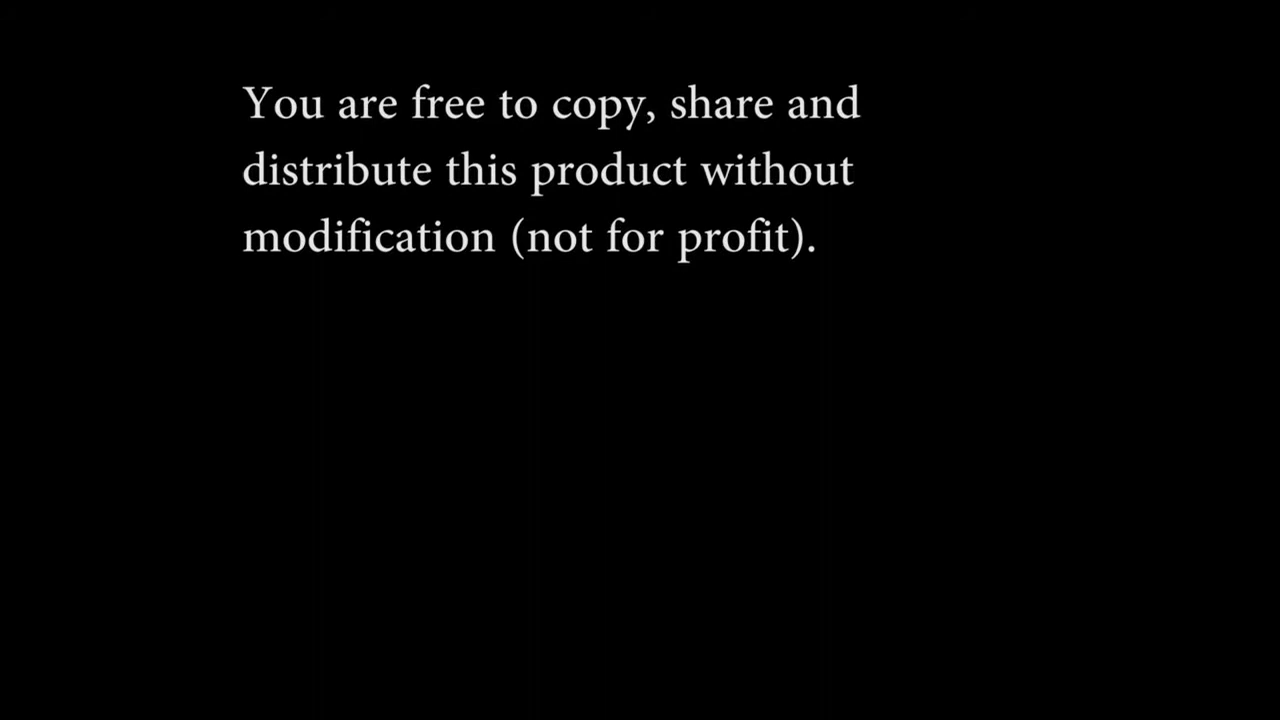 You are free to copy, share and
distribute this product without
modification (not for profit).